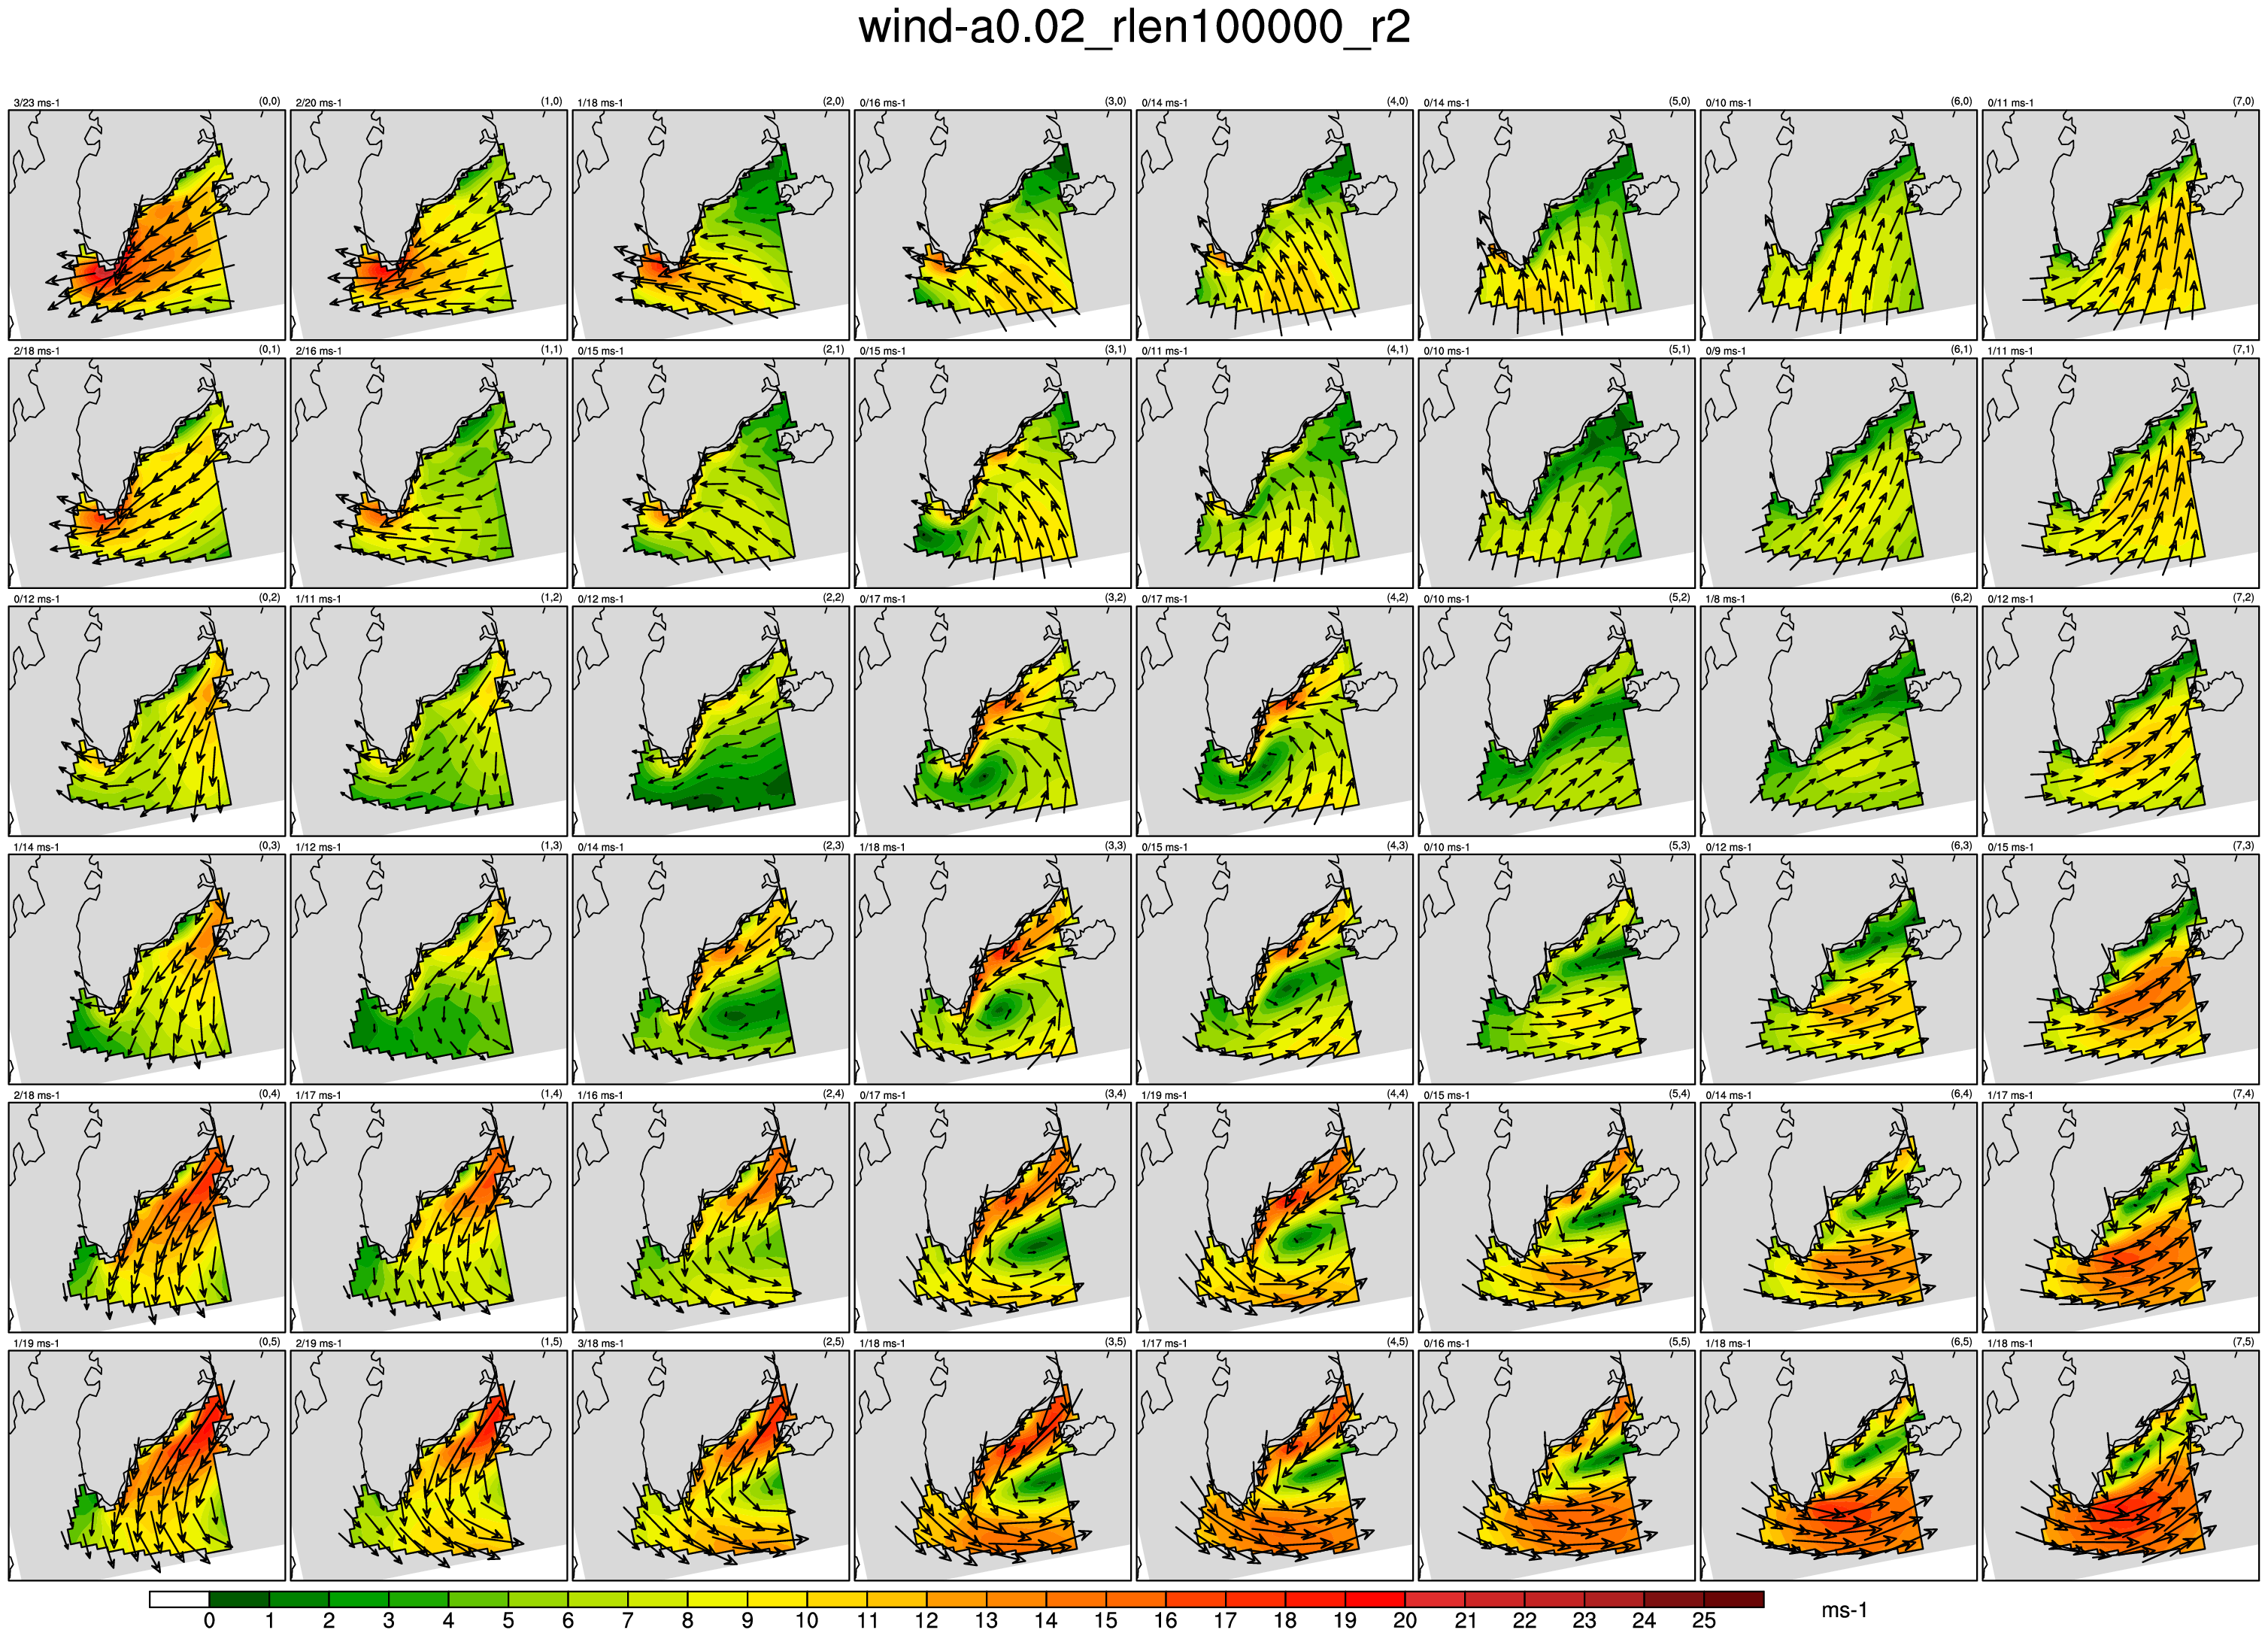 wind-a0.02_rlen100000_r2
3/23 ms-1 (0,0) 2/20 ms-1 (1,0) 1/18 ms-1 (2,0) 0/16 ms-1 (3,0) 0/14 ms-1 (4,0) 0/14 ms-1 (5,0) 0/10 ms-1 (6,0) 0/11 ms-1 (7,0)
2/18 ms-1 (0,1) 2/16 ms-1 (1,1) 0/15 ms-1 (2,1) 0/15 ms-1 (3,1) 0/11 ms-1 (4,1) 0/10 ms-1 (5,1) 0/9 ms-1 (6,1) 1/11 ms-1 (7,1)
0/12 ms-1 (0,2) 1/11 ms-1 (1,2) 0/12 ms-1 (2,2) 0/17 ms-1 (3,2) 0/17 ms-1 (4,2) 0/10 ms-1 (5,2) 1/8 ms-1 (6,2) 0/12 ms-1 (7,2)
1/14 ms-1 (0,3) 1/12 ms-1 (1,3) 0/14 ms-1 (2,3) 1/18 ms-1 (3,3) 0/15 ms-1 (4,3) 0/10 ms-1 (5,3) 0/12 ms-1 (6,3) 0/15 ms-1 (7,3)
2/18 ms-1 (0,4) 1/17 ms-1 (1,4) 1/16 ms-1 (2,4) 0/17 ms-1 (3,4) 1/19 ms-1 (4,4) 0/15 ms-1 (5,4) 0/14 ms-1 (6,4) 1/17 ms-1 (7,4)
1/19 ms-1 (0,5) 2/19 ms-1 (1,5) 3/18 ms-1 (2,5) 1/18 ms-1 (3,5) 1/17 ms-1 (4,5) 0/16 ms-1 (5,5) 1/18 ms-1 (6,5) 1/18 ms-1 (7,5)
0 1 2 3 4 5 6 7 8 9 10 11 12 13 14 15 16 17 18 19 20 21 22 23 24 25 ms-1